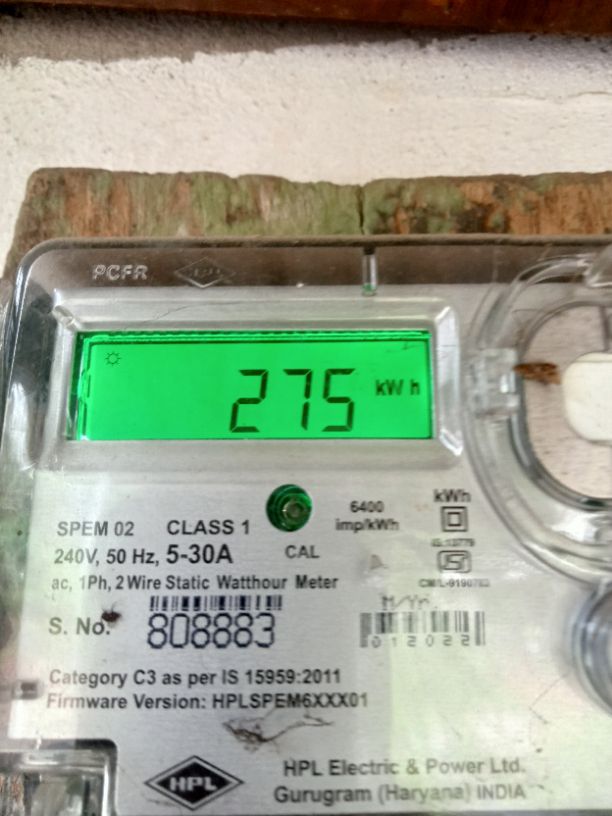 PCFR
275 kWh
SPEM 02 CLASS 1
6400 imp/kWh
kWh
240V, 50 Hz, 5-30A
CAL
ac, 1Ph, 2 Wire Static Watthour Meter
S. No. 808883
M/Yr.
012022
Category C3 as per IS 15959:2011
Firmware Version: HPLSPEM6XXX01
HPL
HPL Electric & Power Ltd.
Gurugram (Haryana) INDIA